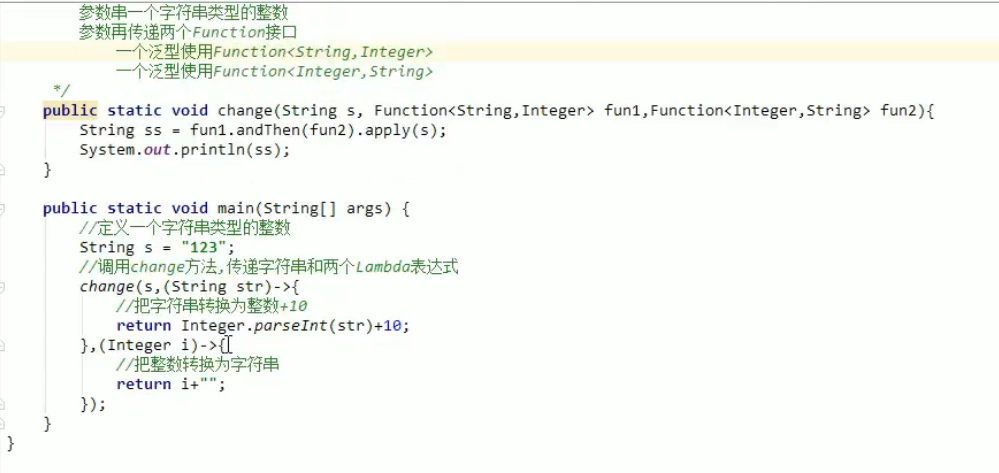 参数串一个字符串类型的整数
参数再传递两个Function接口
一个泛型使用Function<String,Integer>
一个泛型使用Function<Integer,String>
*/
public static void change(String s, Function<String,Integer> fun1,Function<Integer,String> fun2){
String ss = fun1.andThen(fun2).apply(s);
System.out.println(ss);
}
public static void main(String[] args) {
//定义一个字符串类型的整数
String s = "123";
//调用change方法,传递字符串和两个Lambda表达式
change(s,(String str)->{
//把字符串转换为整数+10
return Integer.parseInt(str)+10;
},(Integer i)->{
//把整数转换为字符串
return i+"";
});
}
}